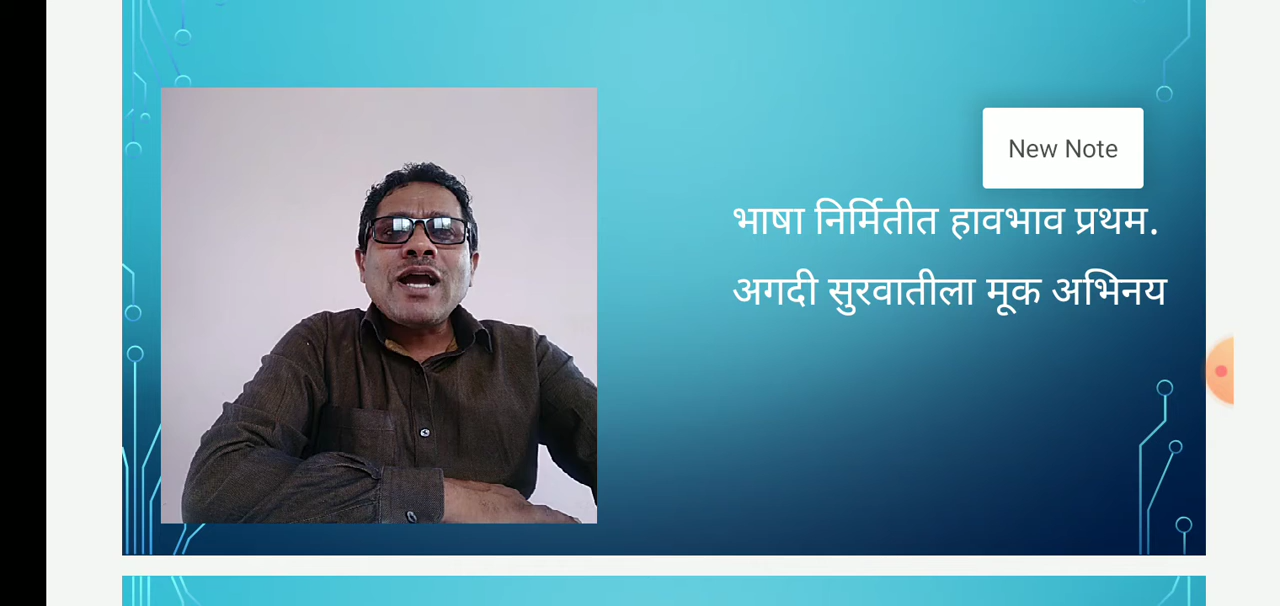 New Note
भाषा निर्मितीत हावभाव प्रथम.
अगदी सुरवातीला मूक अभिनय